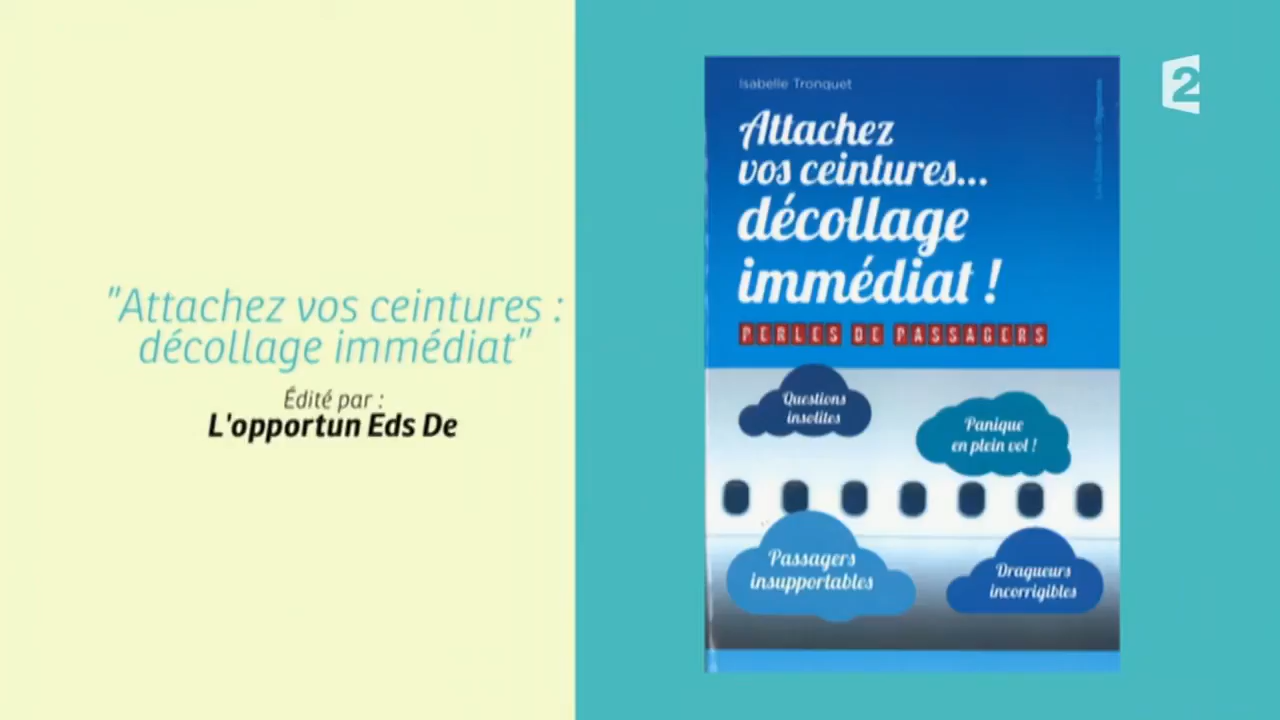 "Attachez vos ceintures :
décollage immédiat"
Édité par :
L'opportun Eds De
Isabelle Tronquet
Attachez
vos ceintures...
décollage
immédiat !
PERLES DE PASSAGERS
Questions
insolites
Panique
en plein vol !
Passagers
insupportables
Dragueurs
incorrigibles
2